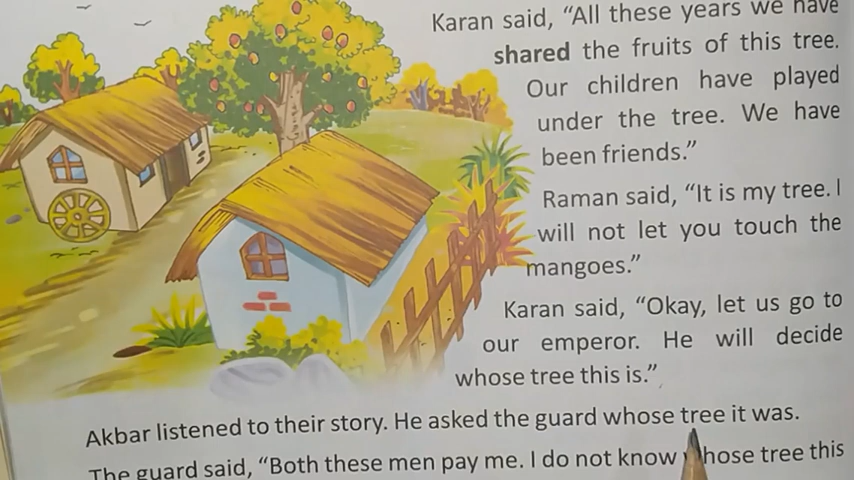 Karan said, “All these years we have
shared the fruits of this tree.
Our children have played
under the tree. We have
been friends.”
Raman said, “It is my tree. I
will not let you touch the
mangoes.”
Karan said, “Okay, let us go to
our emperor. He will decide
whose tree this is.”
Akbar listened to their story. He asked the guard whose tree it was.
The guard said, “Both these men pay me. I do not know whose tree this